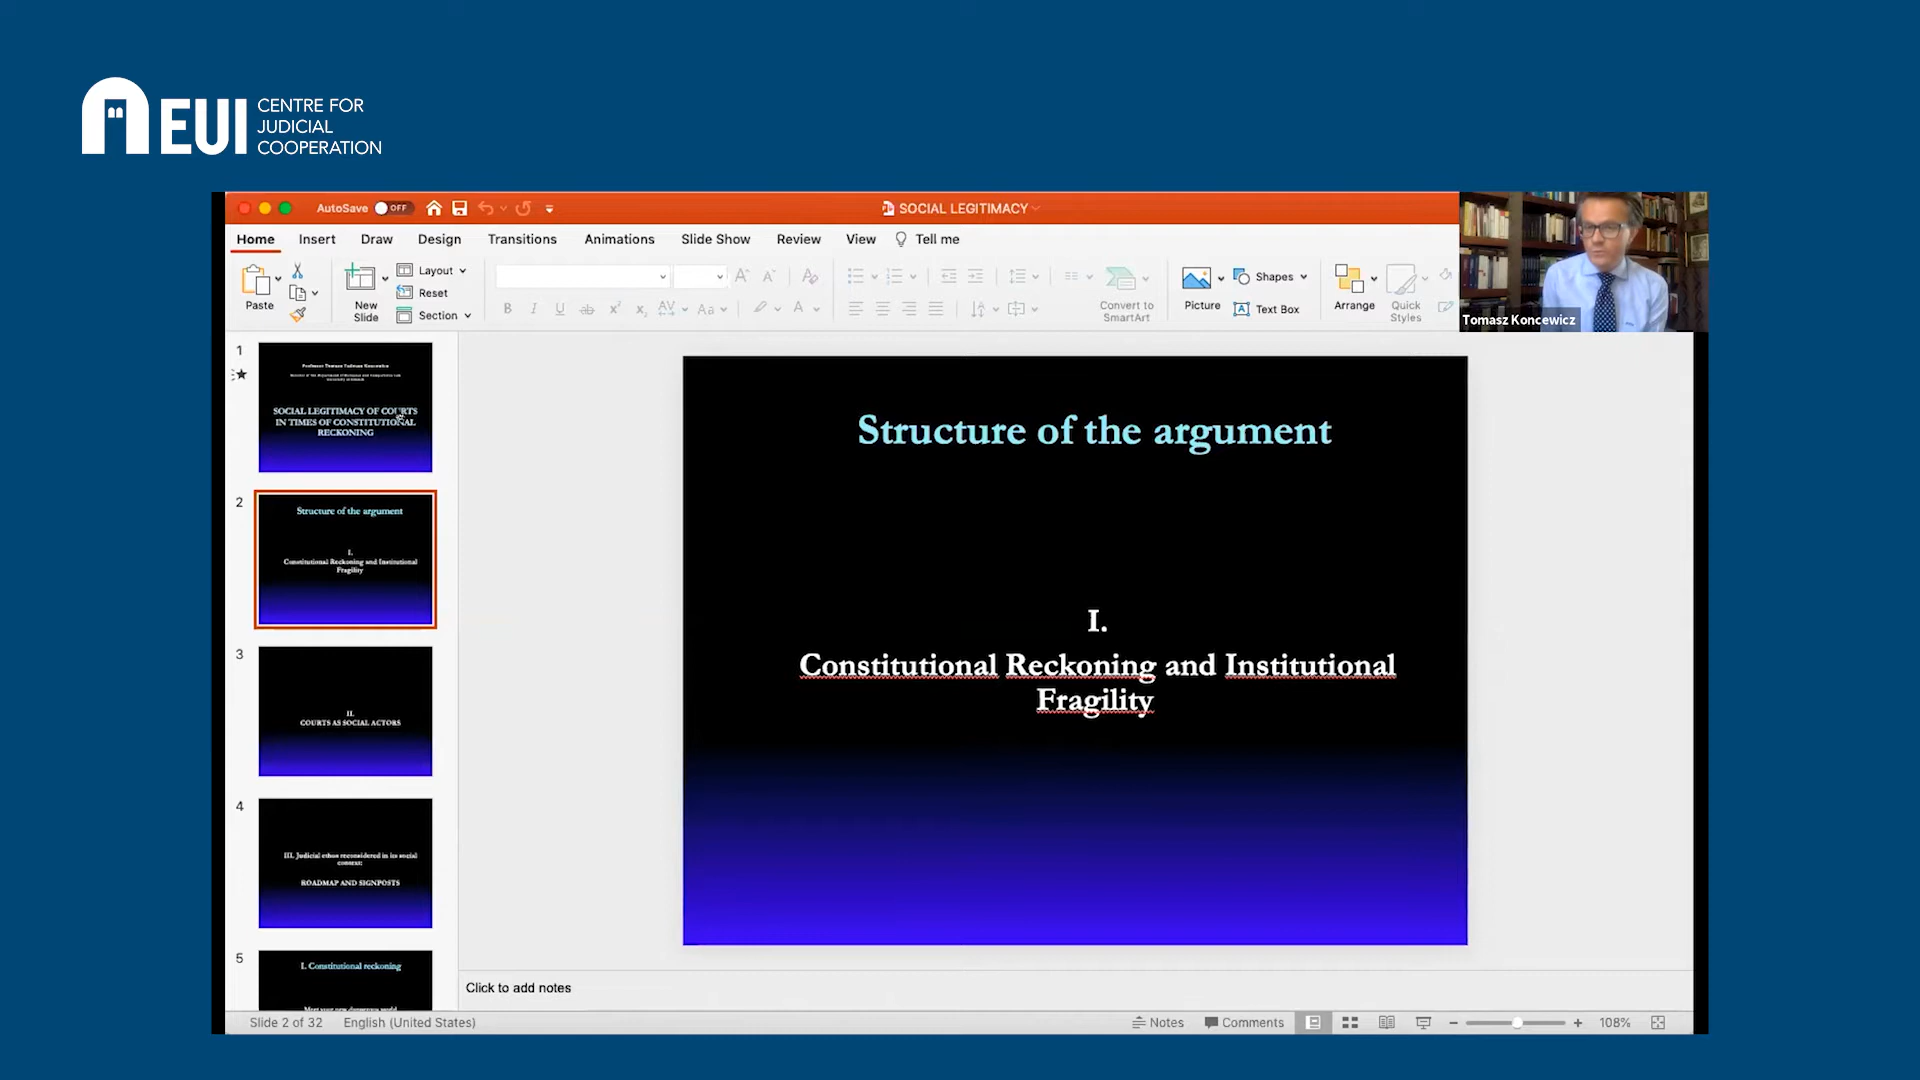 EUI
CENTRE FOR
JUDICIAL
COOPERATION
AutoSave OFF
SOCIAL LEGITIMACY
Home Insert Draw Design Transitions Animations Slide Show Review View Tell me
Paste
New
Slide
Layout
Reset
Section
B I U ab x² x₂ AV Aa A
Convert to
SmartArt
Picture
Shapes
Text Box
Arrange
Quick
Styles
Tomasz Koncewicz
1
SOCIAL LEGITIMACY OF COURTS
IN TIMES OF CONSTITUTIONAL
RECKONING
2
Structure of the argument
I.
Constitutional Reckoning and Institutional
Fragility
3
II.
COURTS AS SOCIAL ACTORS
4
III. Judicial ethos reconsidered in its social
context:
ROADMAP AND SIGNPOSTS
5
I. Constitutional reckoning
Structure of the argument
I.
Constitutional Reckoning and Institutional
Fragility
Click to add notes
Slide 2 of 32 English (United States) Notes Comments 108%